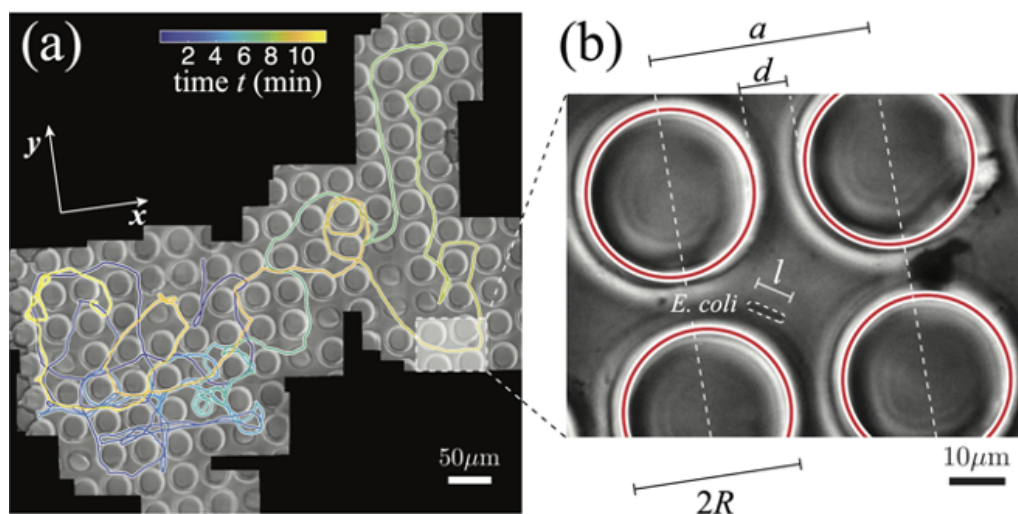 (a)
2 4 6 8 10
time t (min)
y
x
50μm
(b)
a
d
l
E. coli
10μm
2R